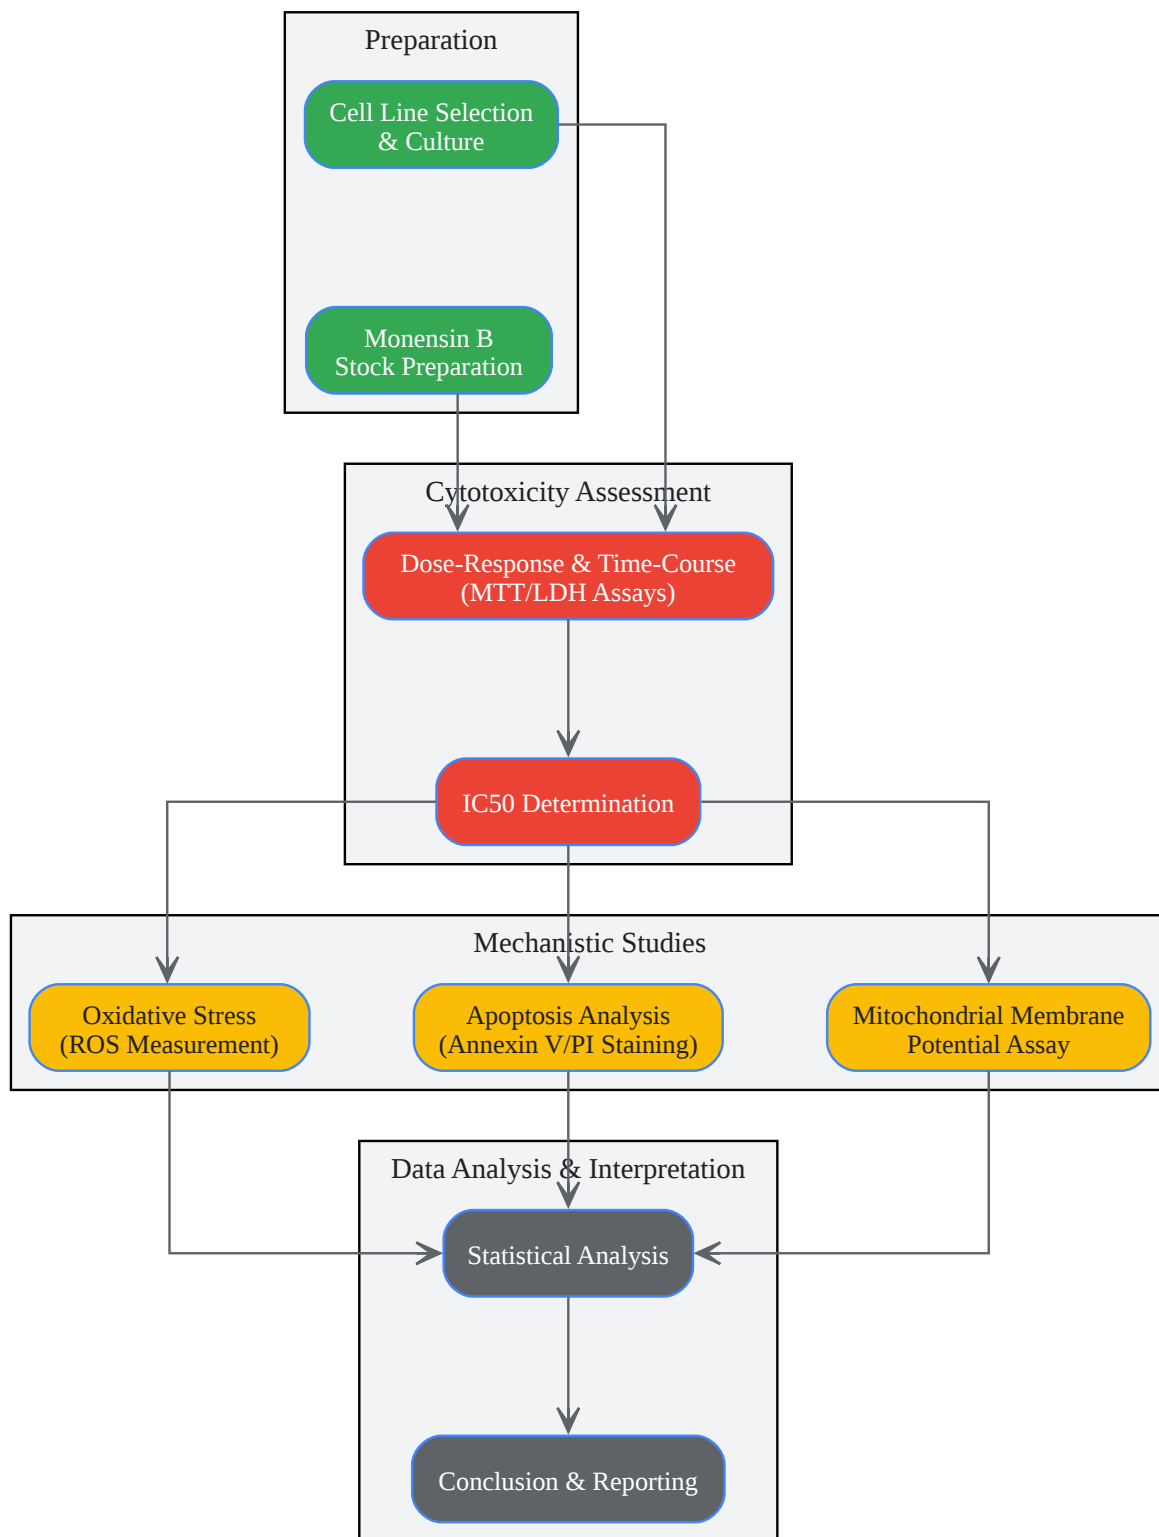 Preparation
Cell Line Selection
& Culture
Monensin B
Stock Preparation
Cytotoxicity Assessment
Dose-Response & Time-Course
(MTT/LDH Assays)
IC50 Determination
Mechanistic Studies
Oxidative Stress
(ROS Measurement)
Apoptosis Analysis
(Annexin V/PI Staining)
Mitochondrial Membrane
Potential Assay
Data Analysis & Interpretation
Statistical Analysis
Conclusion & Reporting